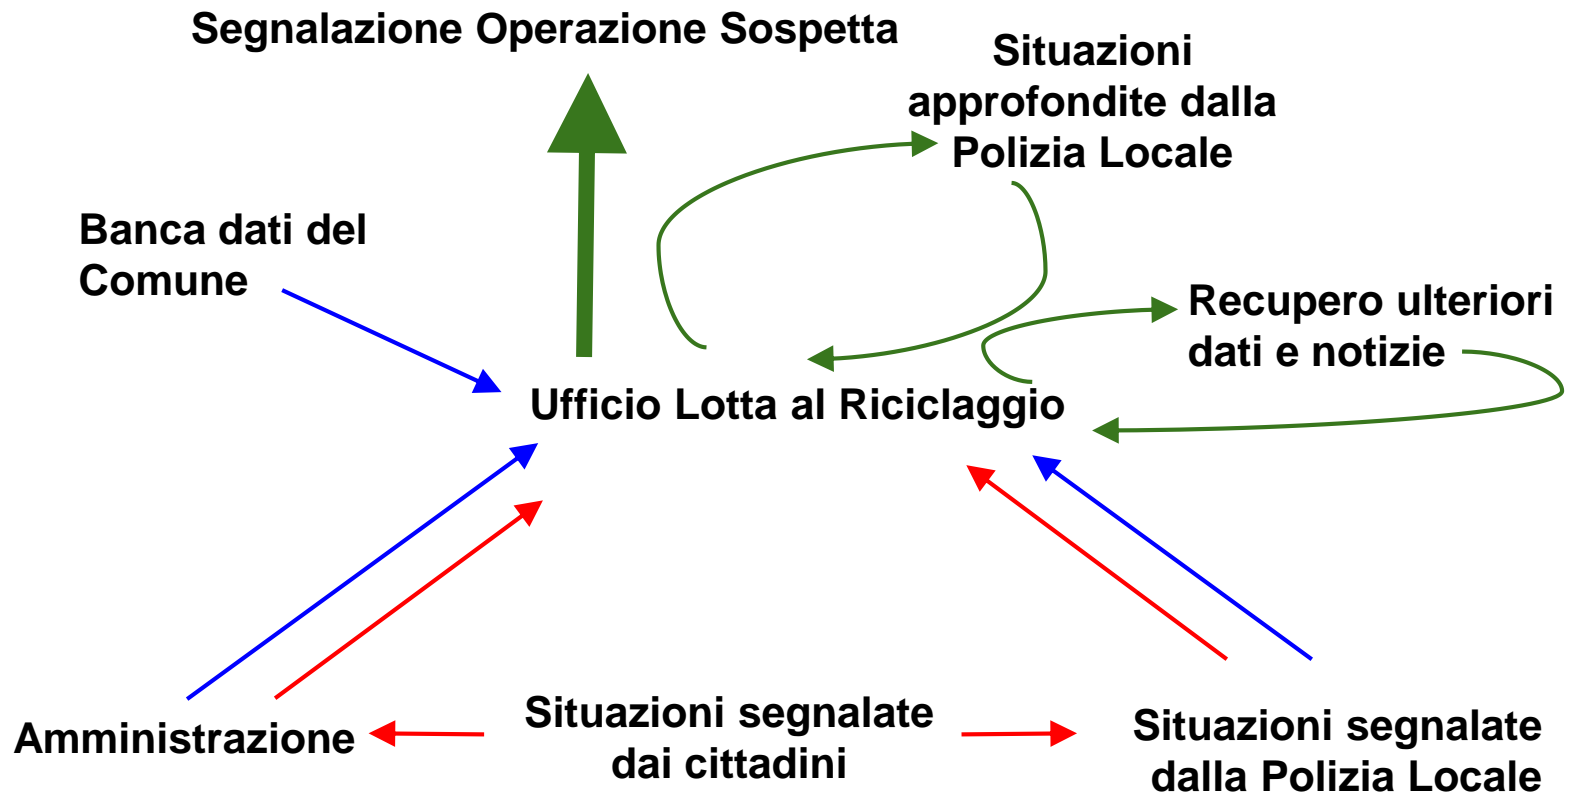 Segnalazione Operazione Sospetta
Situazioni
approfondite dalla
Polizia Locale
Banca dati del
Comune
Recupero ulteriori
dati e notizie
Ufficio Lotta al Riciclaggio
Amministrazione
Situazioni segnalate
dai cittadini
Situazioni segnalate
dalla Polizia Locale